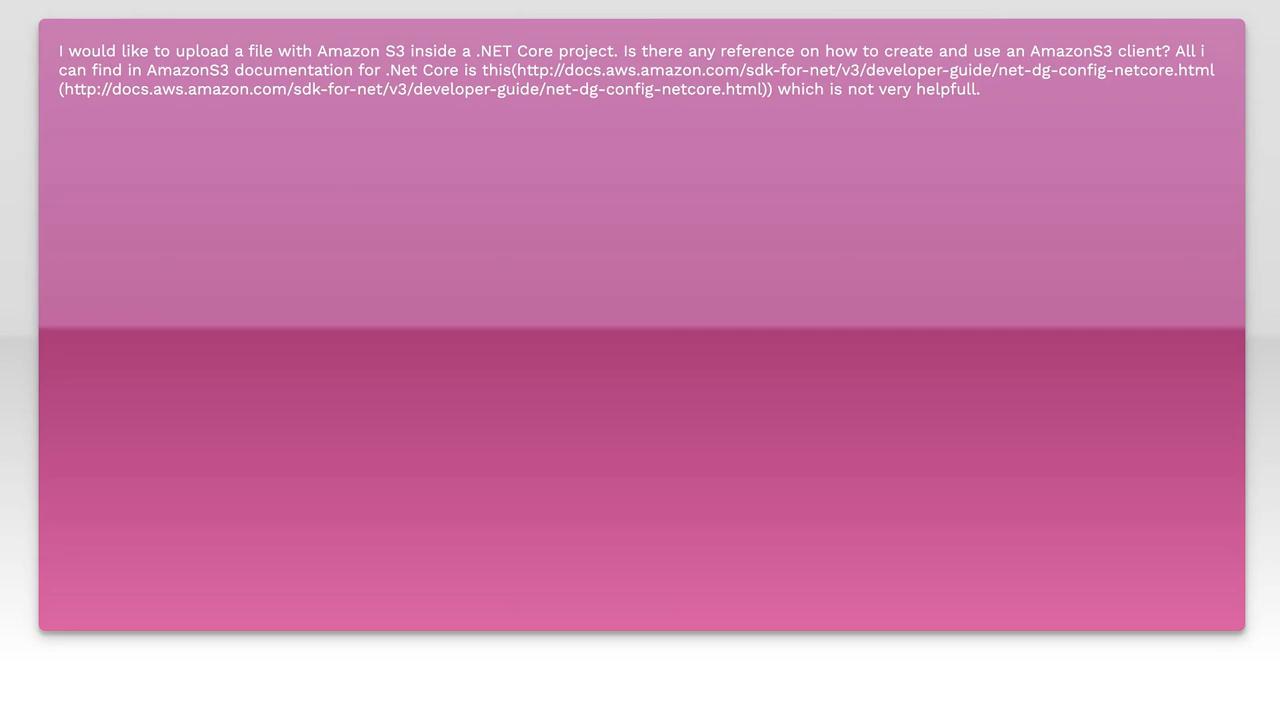 I would like to upload a file with Amazon S3 inside a .NET Core project. Is there any reference on how to create and use an AmazonS3 client? All i
can find in AmazonS3 documentation for .Net Core is this(http://docs.aws.amazon.com/sdk-for-net/v3/developer-guide/net-dg-config-netcore.html
(http://docs.aws.amazon.com/sdk-for-net/v3/developer-guide/net-dg-config-netcore.html)) which is not very helpfull.